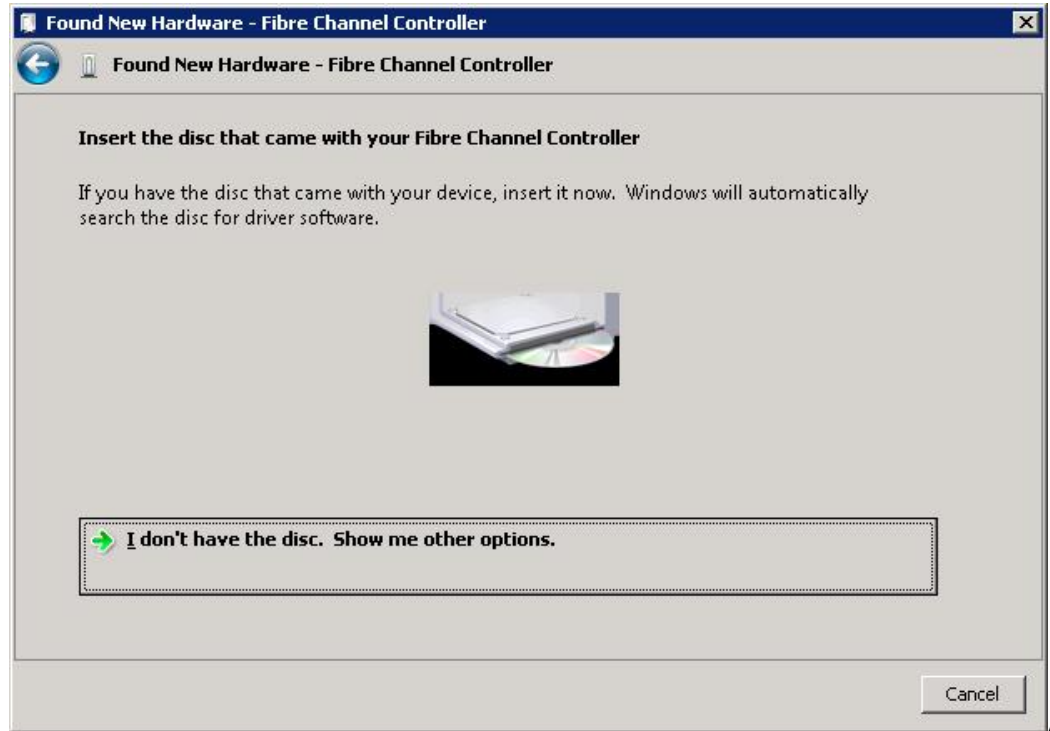 Found New Hardware - Fibre Channel Controller
Found New Hardware - Fibre Channel Controller
Insert the disc that came with your Fibre Channel Controller
If you have the disc that came with your device, insert it now.  Windows will automatically
search the disc for driver software.
I don't have the disc.  Show me other options.
Cancel